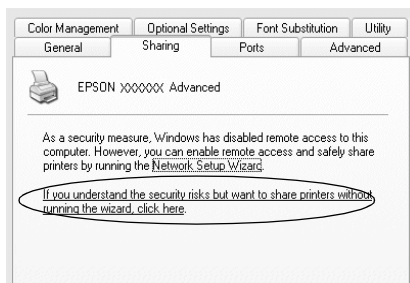 Color Management Optional Settings Font Substitution Utility
General Sharing Ports Advanced
EPSON XXXXXX Advanced
As a security measure, Windows has disabled remote access to this
computer. However, you can enable remote access and safely share
printers by running the Network Setup Wizard.
If you understand the security risks but want to share printers without
running the wizard, click here.